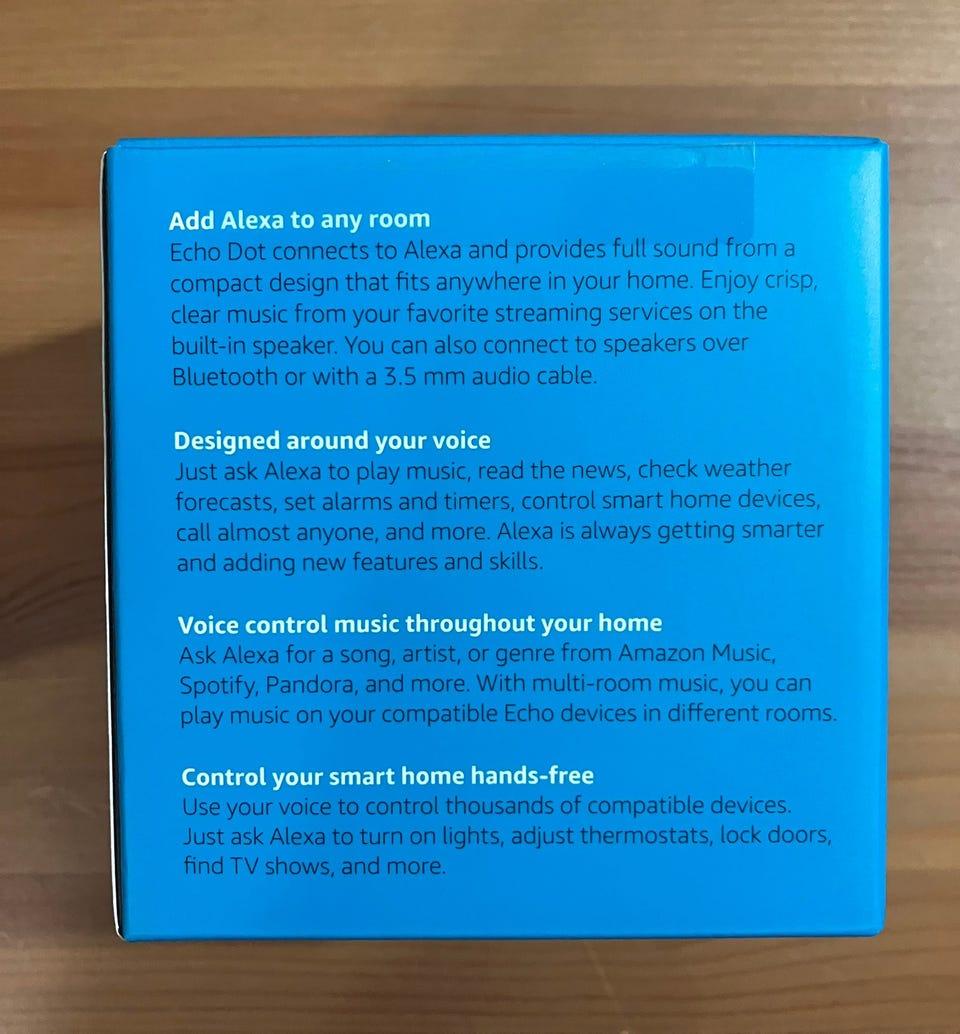 Add Alexa to any room
Echo Dot connects to Alexa and provides full sound from a
compact design that fits anywhere in your home. Enjoy crisp,
clear music from your favorite streaming services on the
built-in speaker. You can also connect to speakers over
Bluetooth or with a 3.5 mm audio cable.
Designed around your voice
Just ask Alexa to play music, read the news, check weather
forecasts, set alarms and timers, control smart home devices,
call almost anyone, and more. Alexa is always getting smarter
and adding new features and skills.
Voice control music throughout your home
Ask Alexa for a song, artist, or genre from Amazon Music,
Spotify, Pandora, and more. With multi-room music, you can
play music on your compatible Echo devices in different rooms.
Control your smart home hands-free
Use your voice to control thousands of compatible devices.
Just ask Alexa to turn on lights, adjust thermostats, lock doors,
find TV shows, and more.